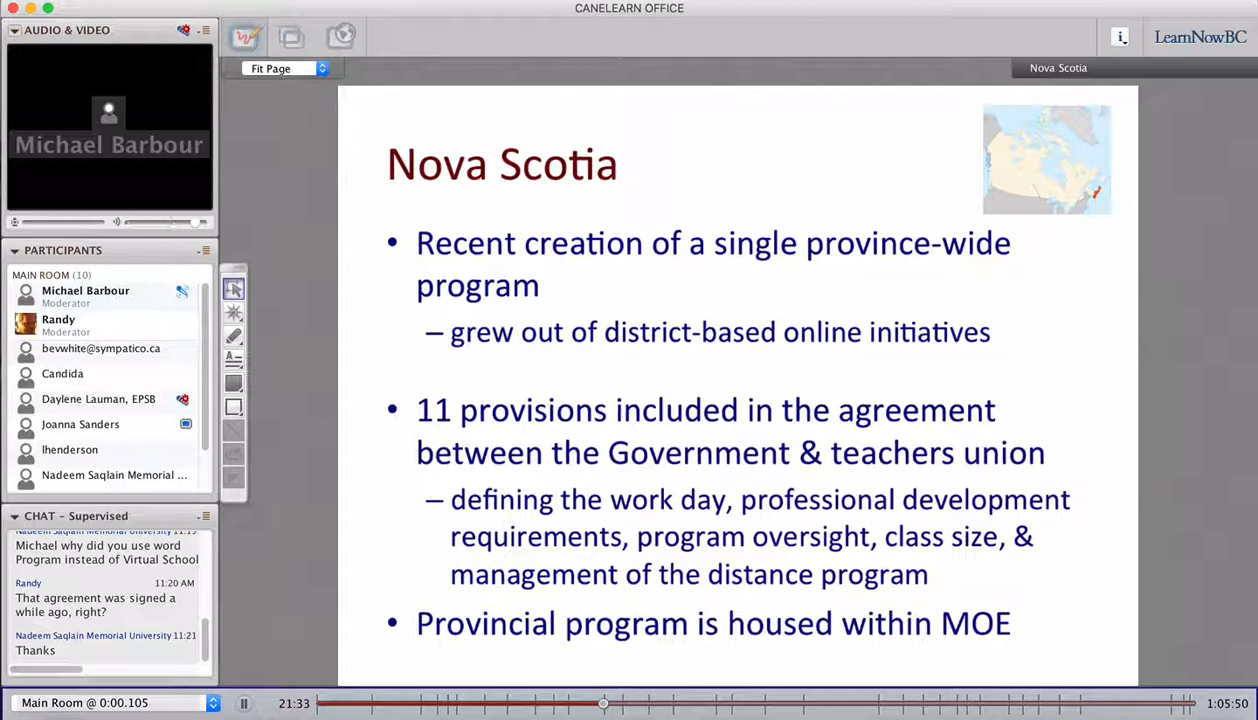 CANELEARN OFFICE
AUDIO & VIDEO
LearnNowBC
Fit Page
Nova Scotia
Michael Barbour
PARTICIPANTS
MAIN ROOM (10)
Michael Barbour
Moderator
Randy
Moderator
bevwhite@sympatico.ca
Candida
Daylene Lauman, EPSB
Joanna Sanders
lhenderson
Nadeem Saqlain Memorial ...
CHAT - Supervised
Nadeem Saqlain Memorial University 11:19
Michael why did you use word
Program instead of Virtual School
Randy 11:20 AM
That agreement was signed a
while ago, right?
Nadeem Saqlain Memorial University 11:21
Thanks
Nova Scotia
• Recent creation of a single province-wide
program
– grew out of district-based online initiatives
• 11 provisions included in the agreement
between the Government & teachers union
– defining the work day, professional development
requirements, program oversight, class size, &
management of the distance program
• Provincial program is housed within MOE
Main Room @ 0:00.105
21:33
1:05:50